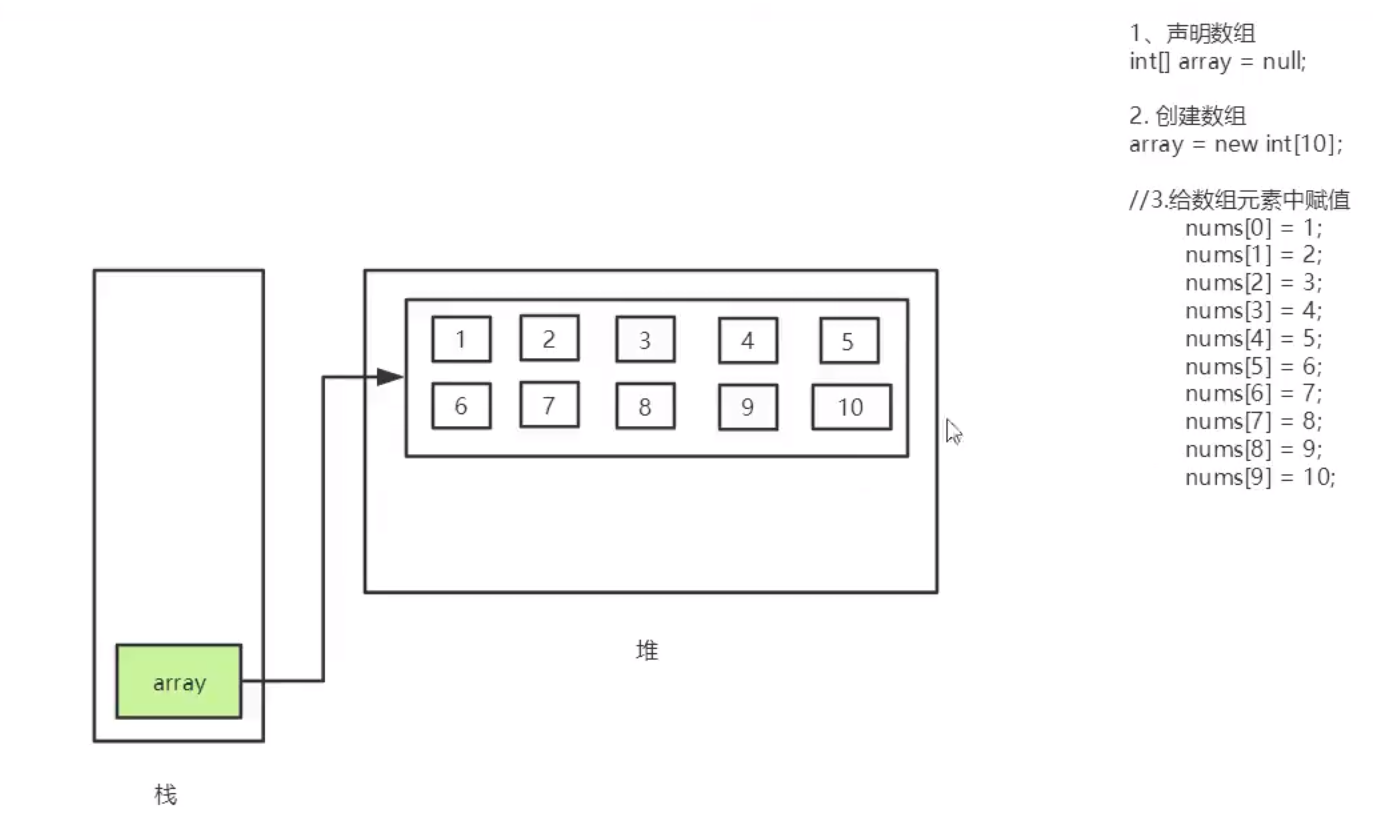 1、声明数组
int[] array = null;
2. 创建数组
array = new int[10];
//3.给数组元素中赋值
nums[0] = 1;
nums[1] = 2;
nums[2] = 3;
nums[3] = 4;
nums[4] = 5;
nums[5] = 6;
nums[6] = 7;
nums[7] = 8;
nums[8] = 9;
nums[9] = 10;
1 2 3 4 5
6 7 8 9 10
堆
array
栈